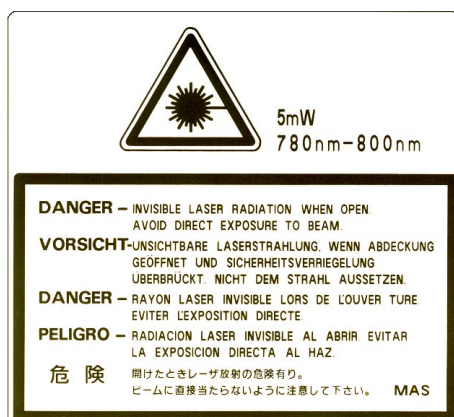 5mW
780nm-800nm
DANGER – INVISIBLE LASER RADIATION WHEN OPEN.
AVOID DIRECT EXPOSURE TO BEAM.
VORSICHT-UNSICHTBARE LASERSTRAHLUNG, WENN ABDECKUNG
GEÖFFNET UND SICHERHEITSVERRIEGELUNG
ÜBERBRÜCKT. NICHT DEM STRAHL AUSSETZEN.
DANGER – RAYON LASER INVISIBLE LORS DE L'OUVER TURE
EVITER L'EXPOSITION DIRECTE.
PELIGRO – RADIACION LASER INVISIBLE AL ABRIR. EVITAR
LA EXPOSICION DIRECTA AL HAZ.
危険 開けたときレーザ放射の危険有り。
ビームに直接当たらないように注意して下さい。 MAS